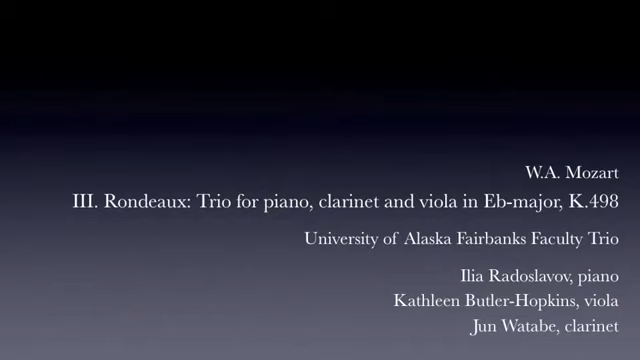 W.A. Mozart
III. Rondeaux: Trio for piano, clarinet and viola in Eb-major, K.498
University of Alaska Fairbanks Faculty Trio
Ilia Radoslavov, piano
Kathleen Butler-Hopkins, viola
Jun Watabe, clarinet